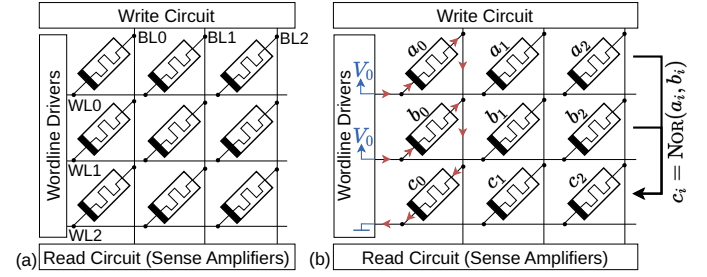 Write Circuit
BL0
BL1
BL2
Wordline Drivers
WL0
WL1
WL2
(a)
Read Circuit (Sense Amplifiers)
Write Circuit
Wordline Drivers
V₀
a₀
a₁
a₂
V₀
b₀
b₁
b₂
c₀
c₁
c₂
cᵢ = NOR(aᵢ, bᵢ)
(b)
Read Circuit (Sense Amplifiers)